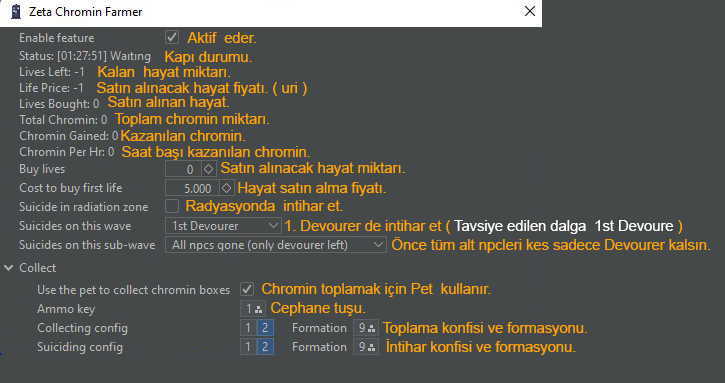 Zeta Chromin Farmer
Enable feature Aktif eder.
Status: [01:27:51] Waiting Kapı durumu.
Lives Left: -1 Kalan hayat miktarı.
Life Price: -1 Satın alınacak hayat fiyatı. ( uri )
Lives Bought: 0 Satın alınan hayat.
Total Chromin: 0 Toplam chromin miktarı.
Chromin Gained: 0 Kazanılan chromin.
Chromin Per Hr: 0 Saat başı kazanılan chromin.
Buy lives 0 Satın alınacak hayat miktarı.
Cost to buy first life 5.000 Hayat satın alma fiyatı.
Suicide in radiation zone Radyasyonda intihar et.
Suicides on this wave 1st Devourer 1. Devourer de intihar et ( Tavsiye edilen dalga 1st Devoure )
Suicides on this sub-wave All npcs gone (only devourer left) Önce tüm alt npcleri kes sadece Devourer kalsın.
Collect
Use the pet to collect chromin boxes Chromin toplamak için Pet kullanır.
Ammo key 1 Cephane tuşu.
Collecting config 1 2 Formation 9 Toplama konfisi ve formasyonu.
Suiciding config 1 2 Formation 9 İntihar konfisi ve formasyonu.